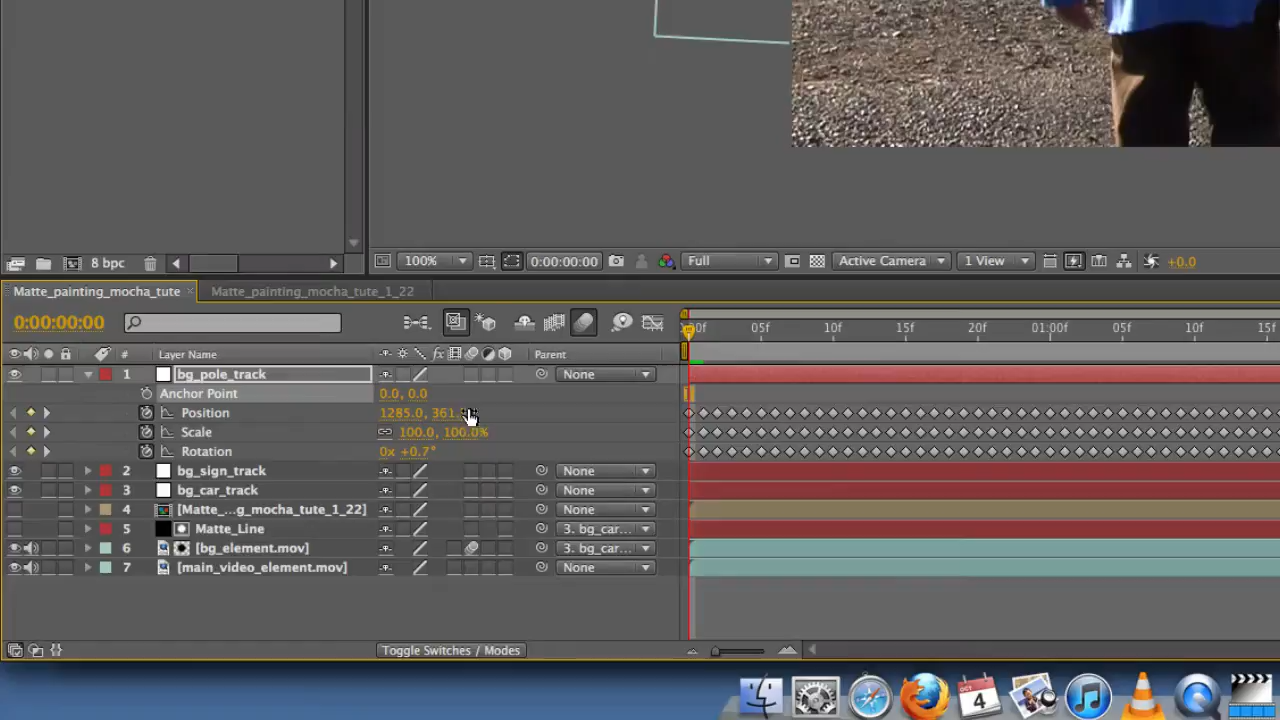 8 bpc
100%
0:00:00:00
Full
Active Camera
1 View
+0.0
Matte_painting_mocha_tute
Matte_painting_mocha_tute_1_22
0:00:00:00
05f
10f
15f
20f
01:00f
05f
10f
15f
#
Layer Name
fx
Parent
1
bg_pole_track
None
Anchor Point
0.0, 0.0
Position
1285.0, 361.
Scale
100.0, 100.0%
Rotation
0x +0.7°
2
bg_sign_track
None
3
bg_car_track
None
4
[Matte_...g_mocha_tute_1_22]
None
5
Matte_Line
3. bg_car...
6
[bg_element.mov]
3. bg_car...
7
[main_video_element.mov]
None
Toggle Switches / Modes
OCT
4